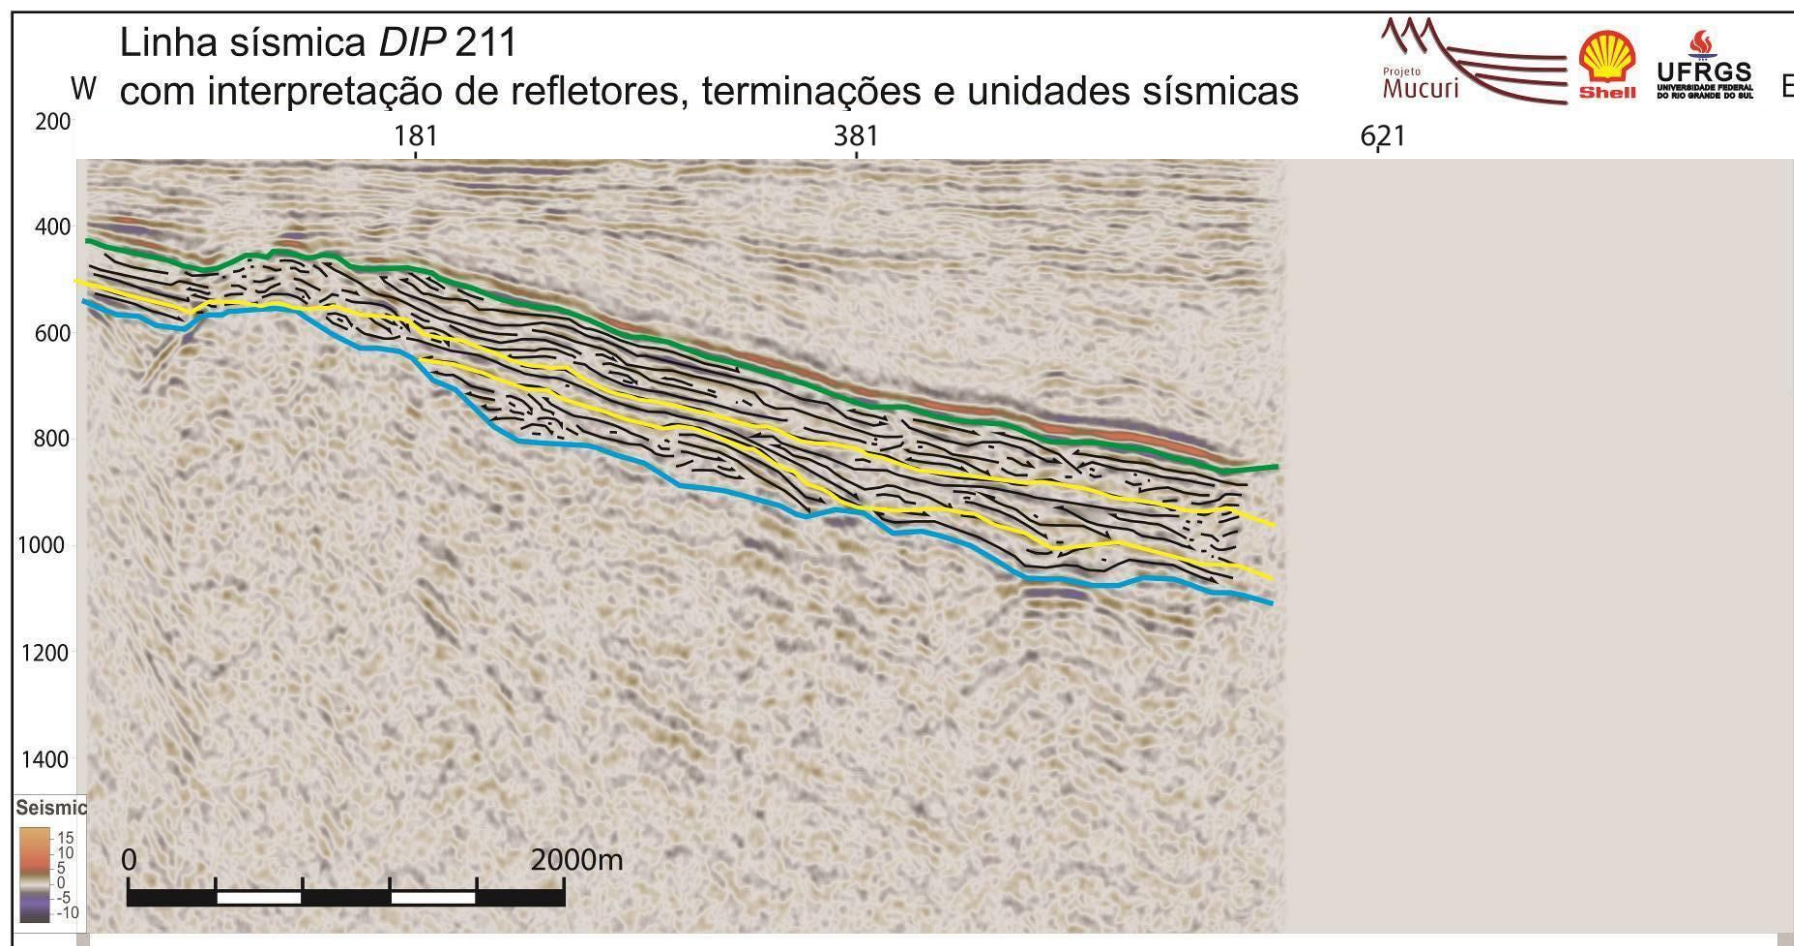 Linha sísmica DIP 211
W com interpretação de refletores, terminações e unidades sísmicas
Projeto
Mucuri
Shell
UFRGS
UNIVERSIDADE FEDERAL
DO RIO GRANDE DO SUL
E
181 381 621
200
400
600
800
1000
1200
1400
Seismic
15
10
5
0
-5
-10
0 2000m